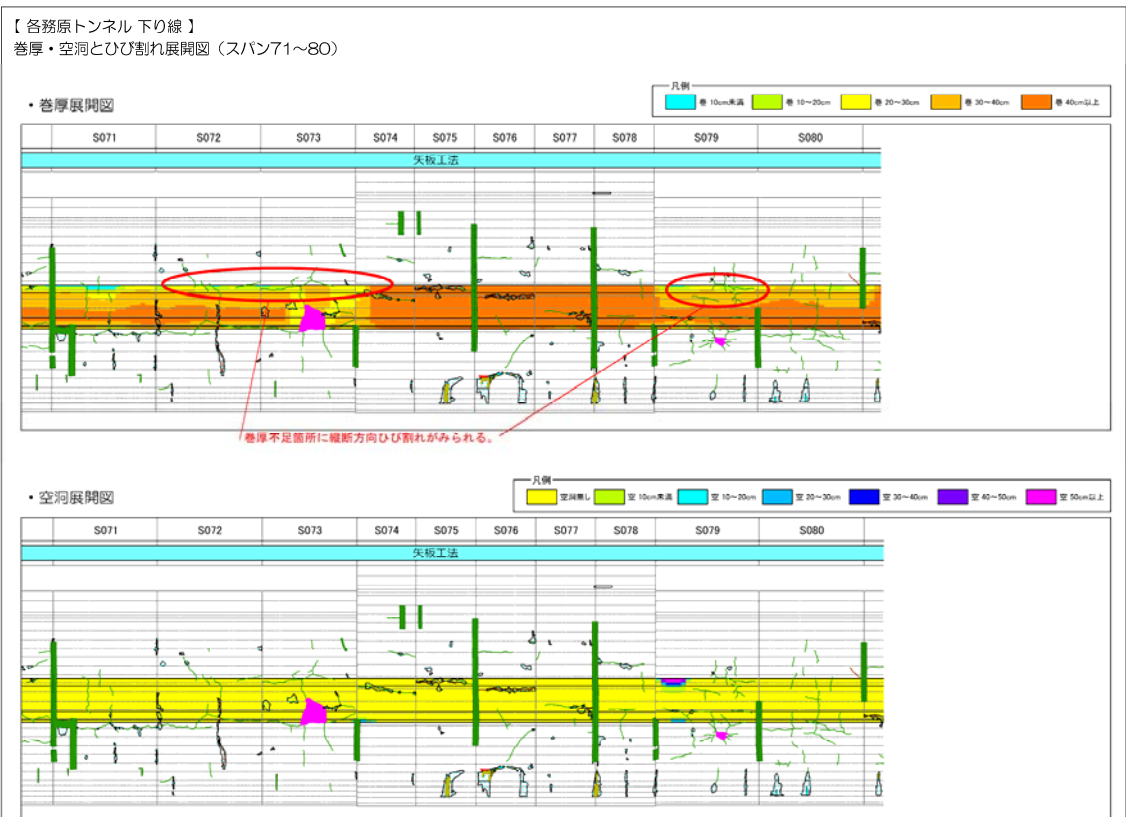 【 各務原トンネル 下り線 】
巻厚・空洞とひび割れ展開図（スパン71～80）
・巻厚展開図
凡例
巻 10cm未満 巻 10～20cm 巻 20～30cm 巻 30～40cm 巻 40cm以上
S071 S072 S073 S074 S075 S076 S077 S078 S079 S080
矢板工法
巻厚不足箇所に縦断方向ひび割れがみられる。
・空洞展開図
凡例
空洞無し 空 10cm未満 空 10～20cm 空 20～30cm 空 30～40cm 空 40～50cm 空 50cm以上
S071 S072 S073 S074 S075 S076 S077 S078 S079 S080
矢板工法